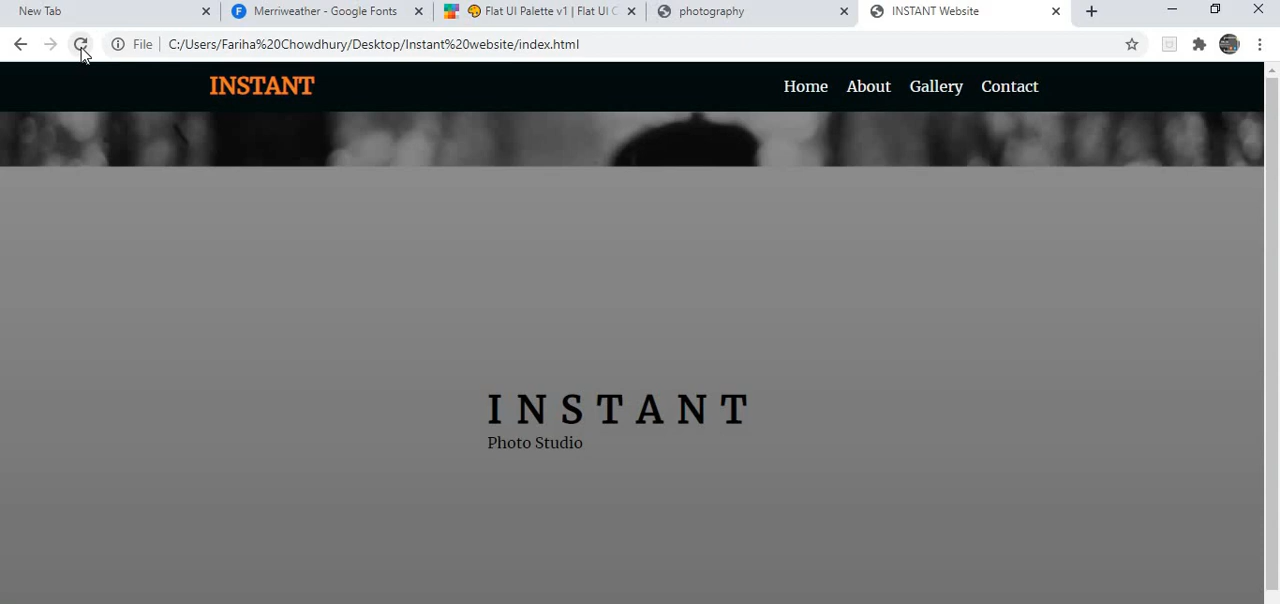 New Tab
Merriweather - Google Fonts
Flat UI Palette v1 | Flat UI C
photography
INSTANT Website
File
C:/Users/Fariha%20Chowdhury/Desktop/Instant%20website/index.html
INSTANT
Home
About
Gallery
Contact
INSTANT
Photo Studio